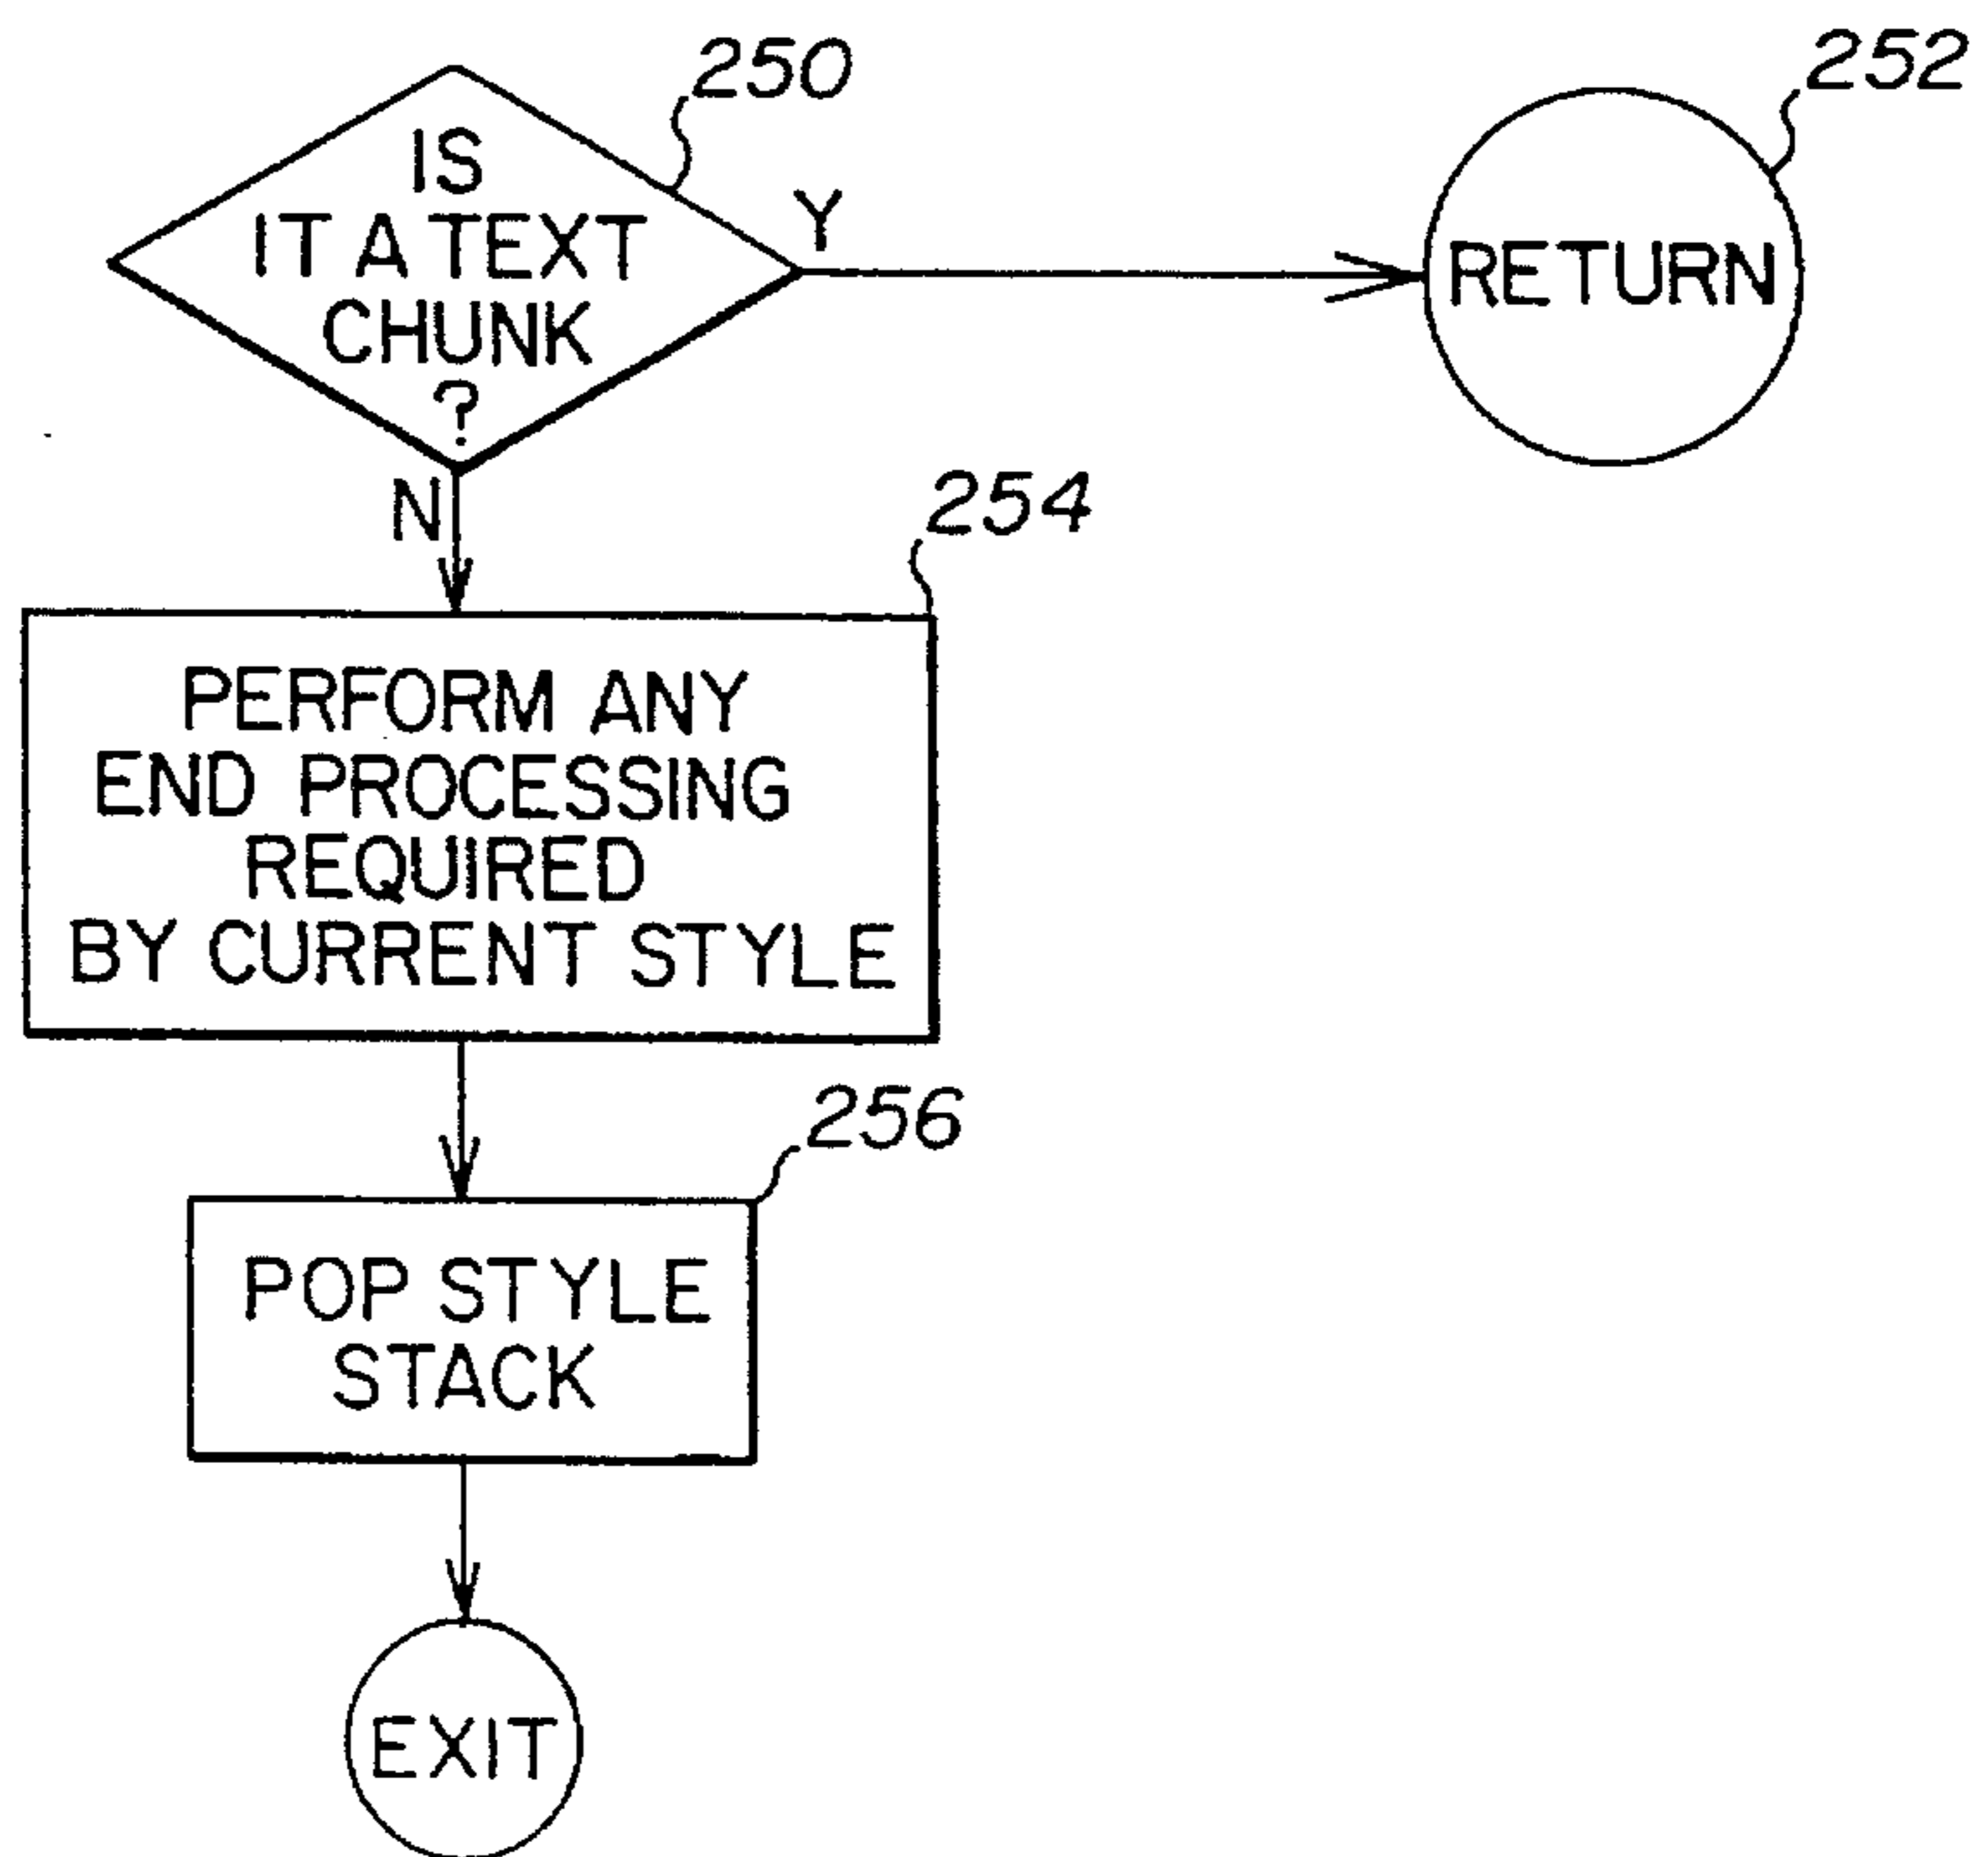 250
252
IS
IT A TEXT
CHUNK
?
Y
RETURN
N
254
PERFORM ANY
END PROCESSING
REQUIRED
BY CURRENT STYLE
256
POP STYLE
STACK
EXIT